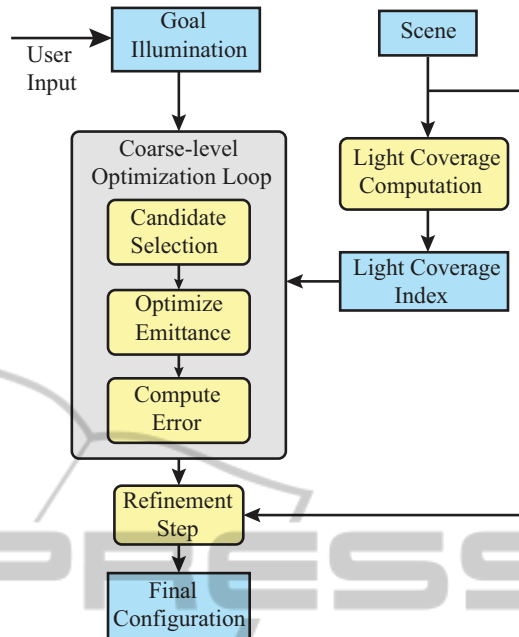 User
Input
Goal
Illumination
Scene
Coarse-level
Optimization Loop
Candidate
Selection
Optimize
Emittance
Compute
Error
Light Coverage
Computation
Light Coverage
Index
Refinement
Step
Final
Configuration
PRESS